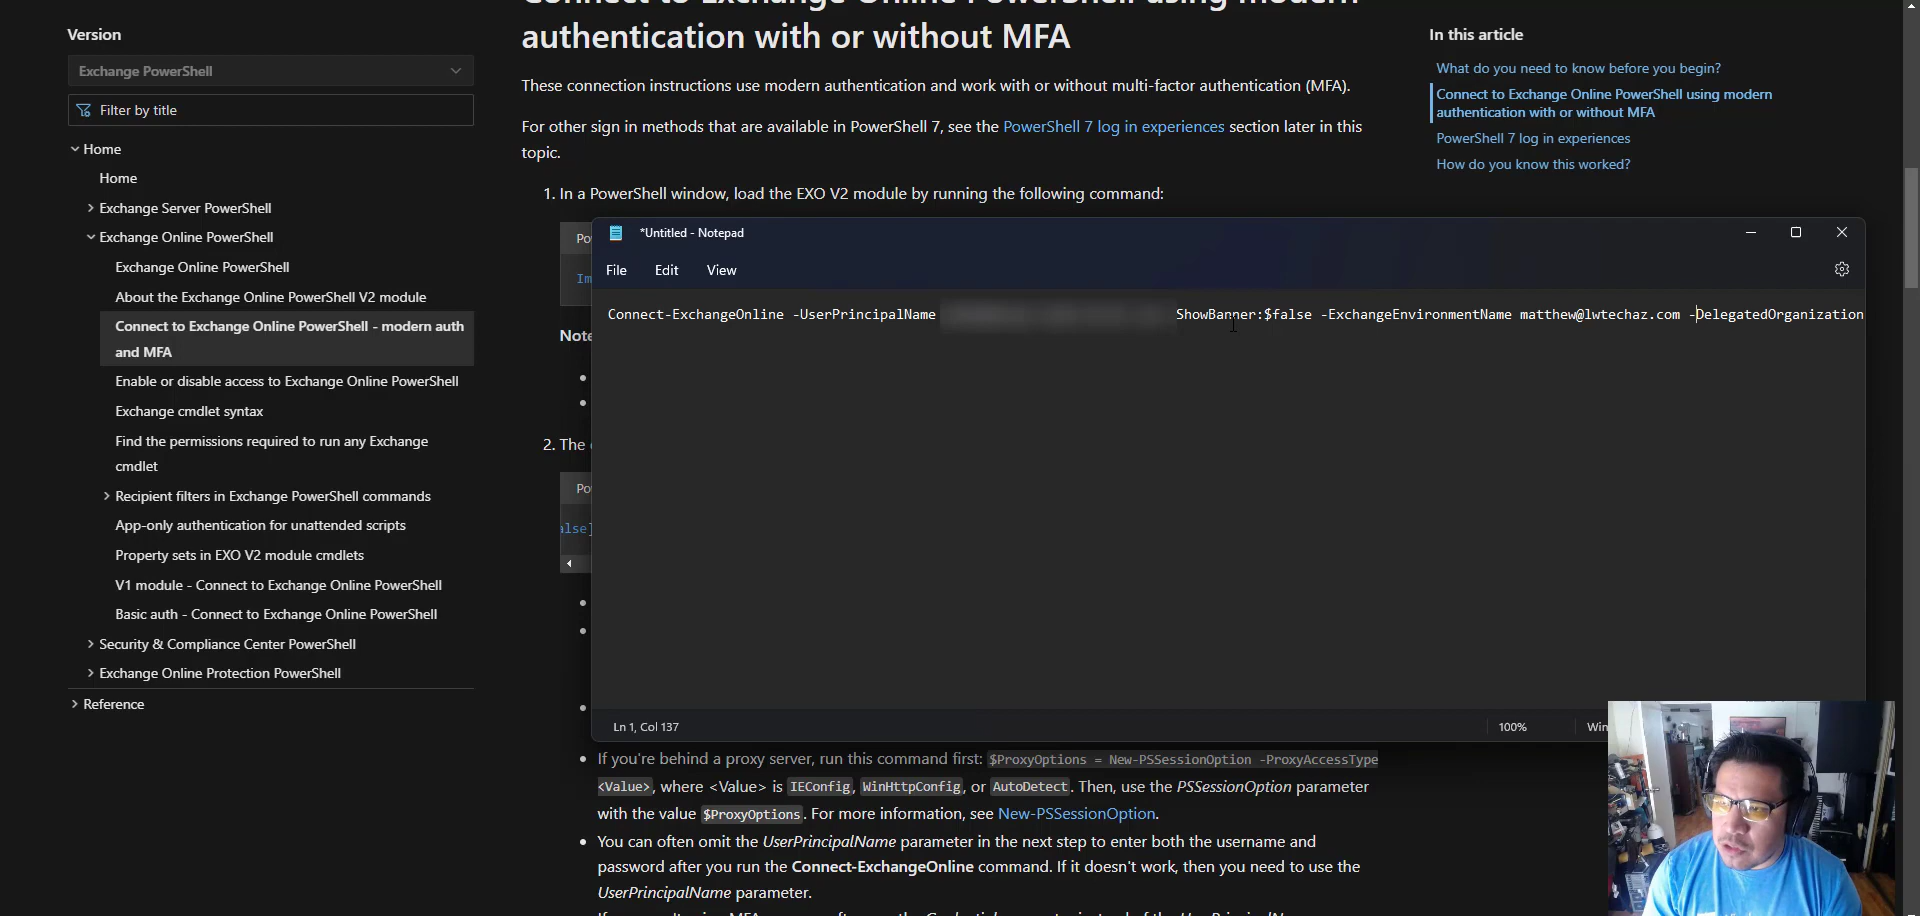 Connect to Exchange Online PowerShell using modern
authentication with or without MFA
Version
Exchange PowerShell
Filter by title
Home
Home
Exchange Server PowerShell
Exchange Online PowerShell
Exchange Online PowerShell
About the Exchange Online PowerShell V2 module
Connect to Exchange Online PowerShell - modern auth
and MFA
Enable or disable access to Exchange Online PowerShell
Exchange cmdlet syntax
Find the permissions required to run any Exchange
cmdlet
Recipient filters in Exchange PowerShell commands
App-only authentication for unattended scripts
Property sets in EXO V2 module cmdlets
V1 module - Connect to Exchange Online PowerShell
Basic auth - Connect to Exchange Online PowerShell
Security & Compliance Center PowerShell
Exchange Online Protection PowerShell
Reference
These connection instructions use modern authentication and work with or without multi-factor authentication (MFA).
For other sign in methods that are available in PowerShell 7, see the PowerShell 7 log in experiences section later in this
topic.
1. In a PowerShell window, load the EXO V2 module by running the following command:
Po
Im
Note
2. The
Po
alse]
*Untitled - Notepad
File Edit View
Connect-ExchangeOnline -UserPrincipalName ShowBanner:$false -ExchangeEnvironmentName matthew@lwtechaz.com -DelegatedOrganization
Ln 1, Col 137
100%
Win
• If you're behind a proxy server, run this command first: $ProxyOptions = New-PSSessionOption -ProxyAccessType
<Value>, where <Value> is IEConfig, WinHttpConfig, or AutoDetect. Then, use the PSSessionOption parameter
with the value $ProxyOptions. For more information, see New-PSSessionOption.
• You can often omit the UserPrincipalName parameter in the next step to enter both the username and
password after you run the Connect-ExchangeOnline command. If it doesn't work, then you need to use the
UserPrincipalName parameter.
In this article
What do you need to know before you begin?
Connect to Exchange Online PowerShell using modern
authentication with or without MFA
PowerShell 7 log in experiences
How do you know this worked?